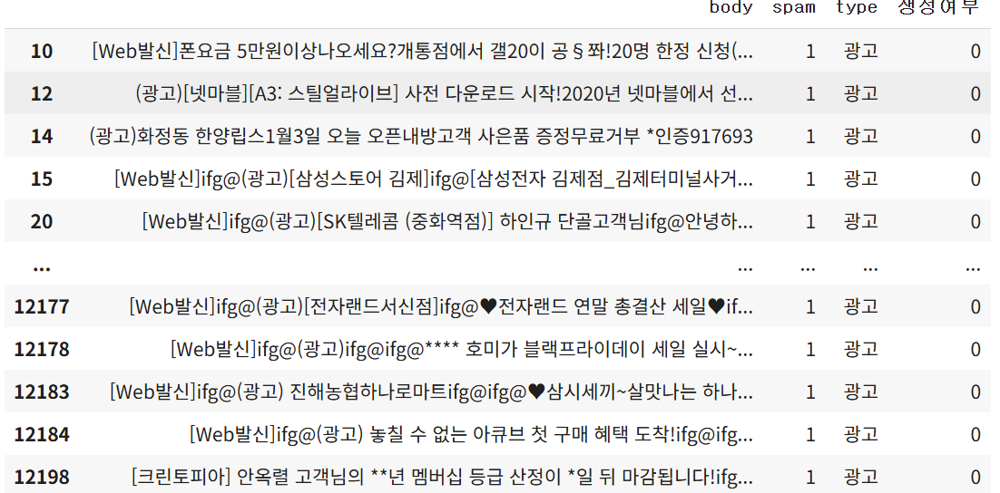 body spam type 생성여부
10 [Web발신]폰요금 5만원이상나오세요?개통점에서 갤20이 공§쫘!20명 한정 신청(... 1 광고 0
12 (광고)[넷마블][A3: 스틸얼라이브] 사전 다운로드 시작!2020년 넷마블에서 선... 1 광고 0
14 (광고)화정동 한양립스1월3일 오늘 오픈내방고객 사은품 증정무료거부 *인증917693 1 광고 0
15 [Web발신]ifg@(광고)[삼성스토어 김제]ifg@[삼성전자 김제점_김제터미널사거... 1 광고 0
20 [Web발신]ifg@(광고)[SK텔레콤 (중화역점)] 하인규 단골고객님ifg@안녕하... 1 광고 0
... ... ... ... ...
12177 [Web발신]ifg@(광고)[전자랜드서신점]ifg@♥전자랜드 연말 총결산 세일♥if... 1 광고 0
12178 [Web발신]ifg@(광고)ifg@ifg@**** 호미가 블랙프라이데이 세일 실시~... 1 광고 0
12183 [Web발신]ifg@(광고) 진해농협하나로마트ifg@ifg@♥삼시세끼~살맛나는 하나... 1 광고 0
12184 [Web발신]ifg@(광고) 놓칠 수 없는 아큐브 첫 구매 혜택 도착!ifg@ifg... 1 광고 0
12198 [크린토피아] 안옥렬 고객님의 **년 멤버십 등급 산정이 *일 뒤 마감됩니다!ifg... 1 광고 0